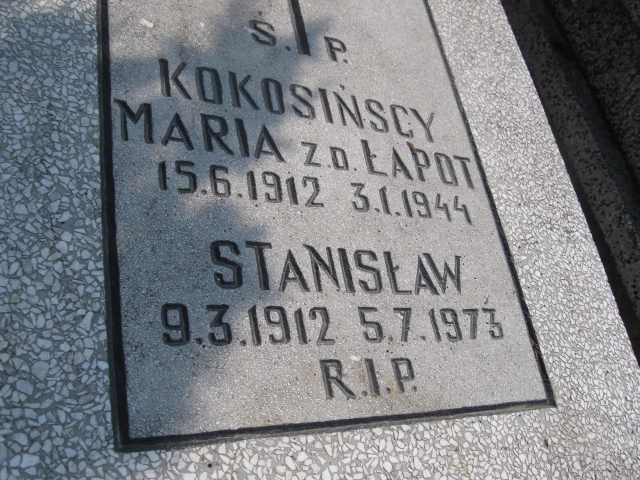 Ś. P.
KOKOSIŃSCY
MARIA Z D. ŁAPOT
15.6.1912 3.1.1944
STANISŁAW
9.3.1912 5.7.1973
R.I.P.